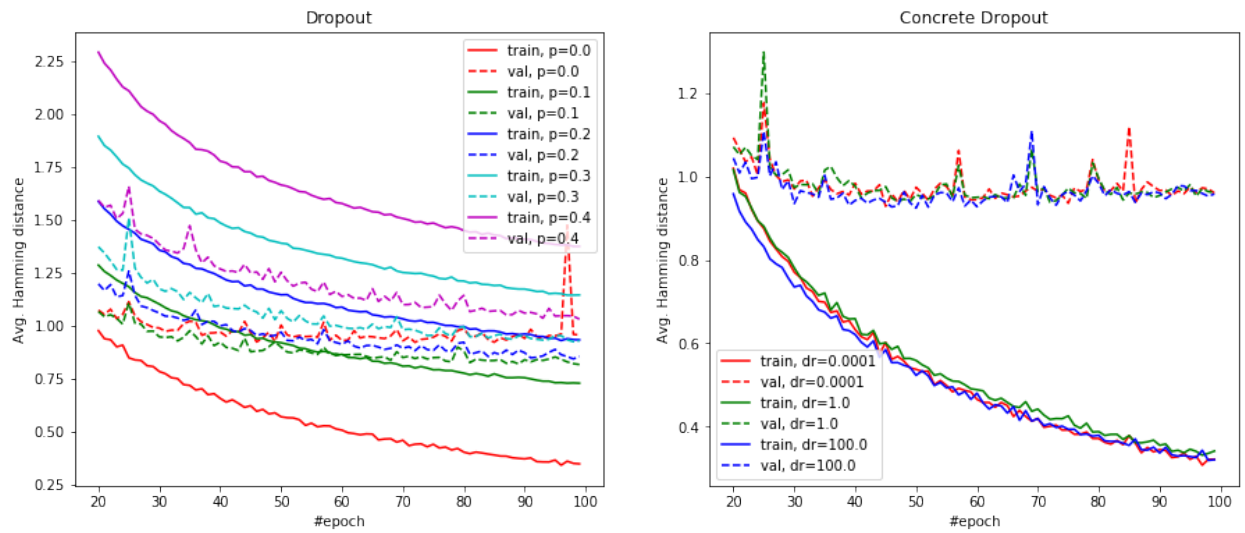 Dropout
Avg. Hamming distance
2.25
2.00
1.75
1.50
1.25
1.00
0.75
0.50
0.25
train, p=0.0
val, p=0.0
train, p=0.1
val, p=0.1
train, p=0.2
val, p=0.2
train, p=0.3
val, p=0.3
train, p=0.4
val, p=0.4
20 30 40 50 60 70 80 90 100
#epoch
Concrete Dropout
Avg. Hamming distance
1.2
1.0
0.8
0.6
0.4
train, dr=0.0001
val, dr=0.0001
train, dr=1.0
val, dr=1.0
train, dr=100.0
val, dr=100.0
20 30 40 50 60 70 80 90 100
#epoch